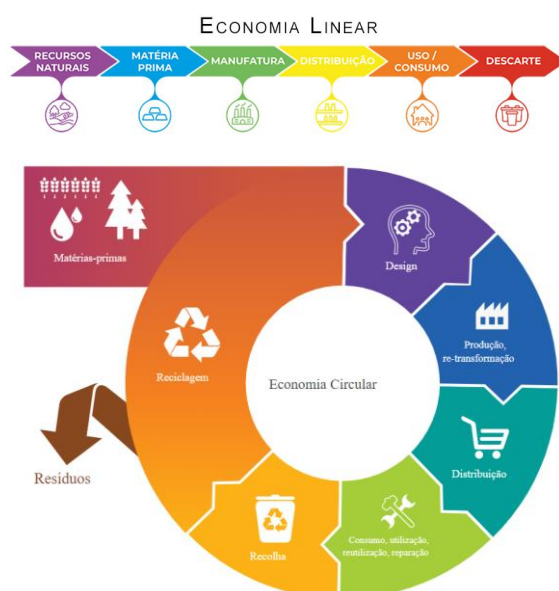 ECONOMIA LINEAR
RECURSOS
NATURAIS
MATÉRIA
PRIMA
MANUFATURA
DISTRIBUIÇÃO
USO /
CONSUMO
DESCARTE
Matérias-primas
Design
Produção,
re-transformação
Reciclagem
Economia Circular
Distribuição
Resíduos
Consumo, utilização,
reutilização, reparação
Recolha